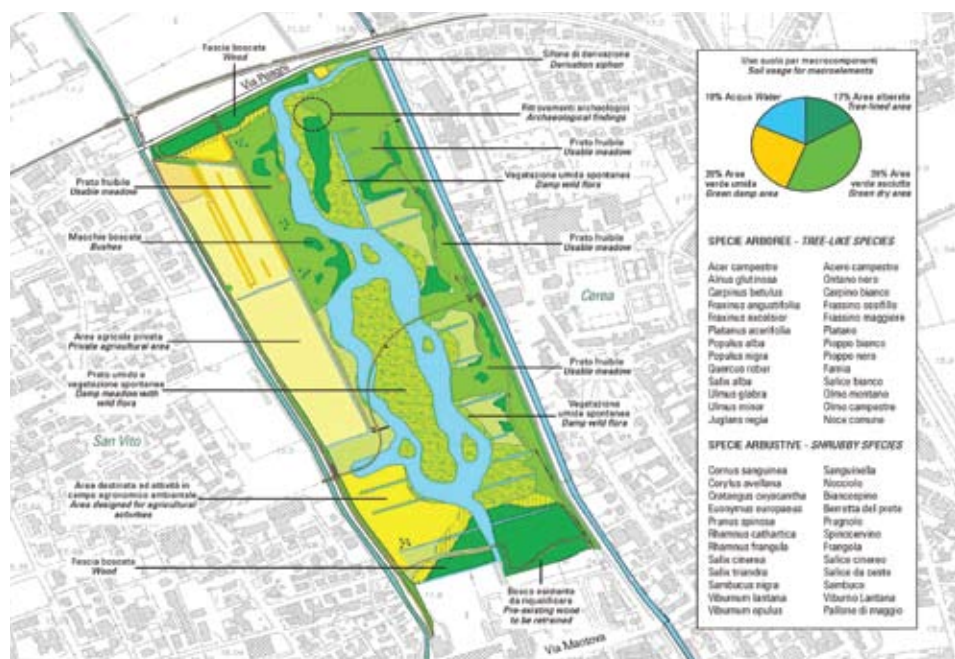 Fascia boscata
Wood
Via
Sifone di derivazione
Derivation siphon
Ritrovamenti archeologici
Archaeological findings
Prato fruibile
Usable meadow
Vegetazione umida spontanea
Damp wild flora
Prato fruibile
Usable meadow
Macchie boscate
Bushes
Prato fruibile
Usable meadow
Cerea
Area agricola privata
Private agricultural area
Prato fruibile
Usable meadow
Prato umido a
vegetazione spontanea
Damp meadow with
wild flora
Vegetazione
umida spontanea
Damp wild flora
San Vito
Area destinata ad attività in
campo agronomico ambientale
Area designed for agricultural
activities
Fascia boscata
Wood
Bosco esistente
da riqualificare
Pre-existing wood
to be retrained
Via Mantova
Uso suolo per macrocomponenti
Soil usage for macroelements
Acqua Water
17% Area alberata
Tree-lined area
Area
verde umida
Green damp area
Area
verde asciutta
Green dry area
SPECIE ARBOREE - TREE-LIKE SPECIES
Acer campestre Acero campestre
Alnus glutinosa Ontano nero
Carpinus betulus Carpino bianco
Fraxinus angustifolia Frassino ossifillo
Fraxinus excelsior Frassino maggiore
Platanus acerifolia Platano
Populus alba Pioppo bianco
Populus nigra Pioppo nero
Quercus robur Farnia
Salix alba Salice bianco
Ulmus glabra Olmo montano
Ulmus minor Olmo campestre
Juglans regia Noce comune
SPECIE ARBUSTIVE - SHRUBBY SPECIES
Cornus sanguinea Sanguinella
Corylus avellana Nocciolo
Crataegus oxyacantha Biancospino
Euonymus europaeus Berretta del prete
Prunus spinosa Prugnolo
Rhamnus cathartica Spinocervino
Rhamnus frangula Frangola
Salix cinerea Salice cinereo
Salix triandra Salice da ceste
Sambucus nigra Sambuco
Viburnum lantana Viburno Lantana
Viburnum opulus Pallone di maggio